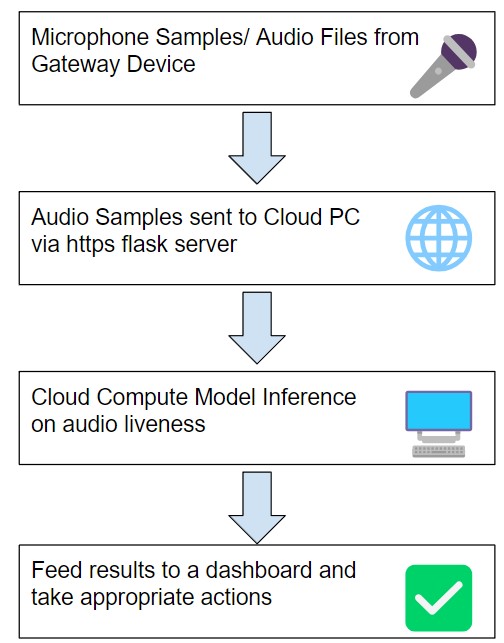 Microphone Samples/ Audio Files from
Gateway Device
Audio Samples sent to Cloud PC
via https flask server
Cloud Compute Model Inference
on audio liveness
Feed results to a dashboard and
take appropriate actions